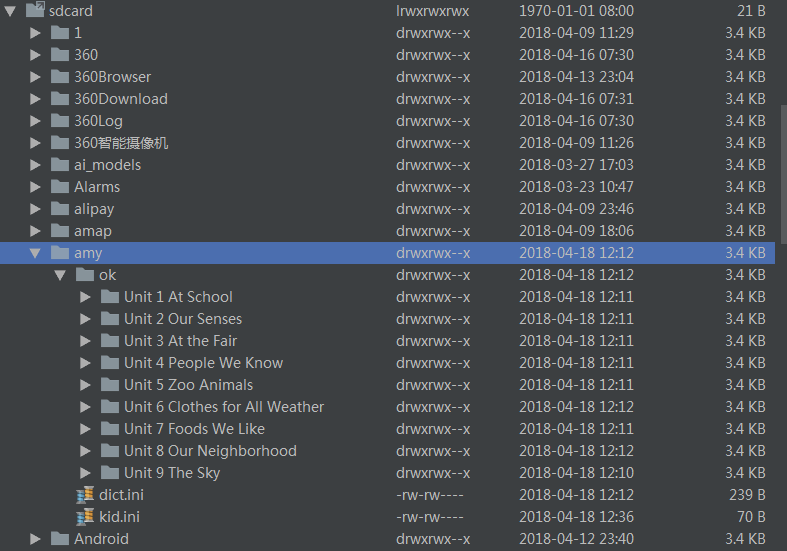 sdcard lrwxrwxrwx 1970-01-01 08:00 21 B
1 drwxrwx--x 2018-04-09 11:29 3.4 KB
360 drwxrwx--x 2018-04-16 07:30 3.4 KB
360Browser drwxrwx--x 2018-04-13 23:04 3.4 KB
360Download drwxrwx--x 2018-04-16 07:31 3.4 KB
360Log drwxrwx--x 2018-04-16 07:30 3.4 KB
360智能摄像机 drwxrwx--x 2018-04-09 11:26 3.4 KB
ai_models drwxrwx--x 2018-03-27 17:03 3.4 KB
Alarms drwxrwx--x 2018-03-23 10:47 3.4 KB
alipay drwxrwx--x 2018-04-09 23:46 3.4 KB
amap drwxrwx--x 2018-04-09 18:06 3.4 KB
amy drwxrwx--x 2018-04-18 12:12 3.4 KB
ok drwxrwx--x 2018-04-18 12:12 3.4 KB
Unit 1 At School drwxrwx--x 2018-04-18 12:11 3.4 KB
Unit 2 Our Senses drwxrwx--x 2018-04-18 12:11 3.4 KB
Unit 3 At the Fair drwxrwx--x 2018-04-18 12:11 3.4 KB
Unit 4 People We Know drwxrwx--x 2018-04-18 12:11 3.4 KB
Unit 5 Zoo Animals drwxrwx--x 2018-04-18 12:11 3.4 KB
Unit 6 Clothes for All Weather drwxrwx--x 2018-04-18 12:12 3.4 KB
Unit 7 Foods We Like drwxrwx--x 2018-04-18 12:11 3.4 KB
Unit 8 Our Neighborhood drwxrwx--x 2018-04-18 12:12 3.4 KB
Unit 9 The Sky drwxrwx--x 2018-04-18 12:10 3.4 KB
dict.ini -rw-rw---- 2018-04-18 12:12 239 B
kid.ini -rw-rw---- 2018-04-18 12:36 70 B
Android drwxrwx--x 2018-04-12 23:40 3.4 KB